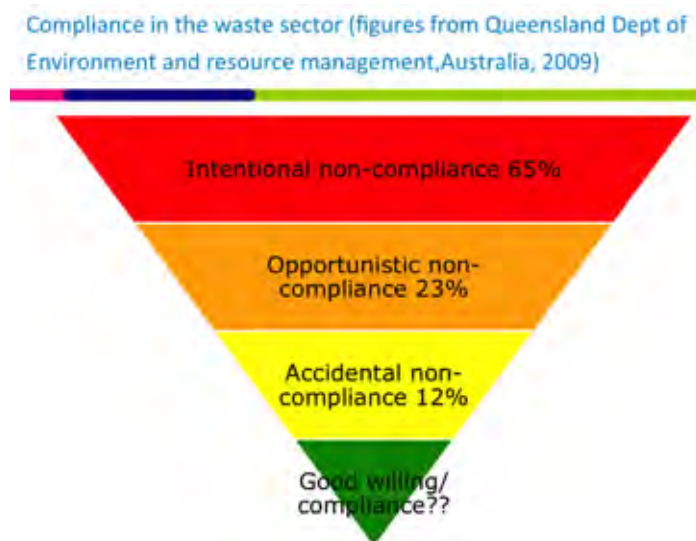 Compliance in the waste sector (figures from Queensland Dept of
Environment and resource management,Australia, 2009)
Intentional non-compliance 65%
Opportunistic non-
compliance 23%
Accidental non-
compliance 12%
Good willing/
compliance??